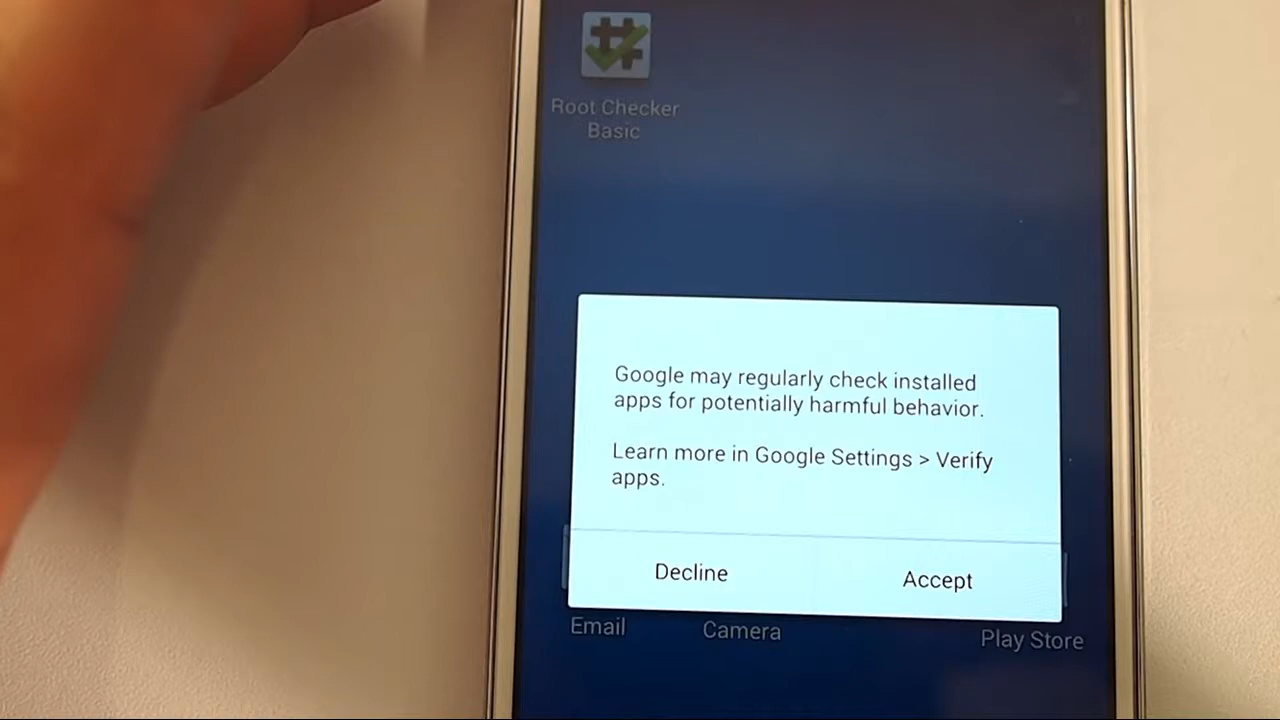 Root Checker
Basic
Google may regularly check installed
apps for potentially harmful behavior.
Learn more in Google Settings > Verify
apps.
Decline
Accept
Email
Camera
Play Store